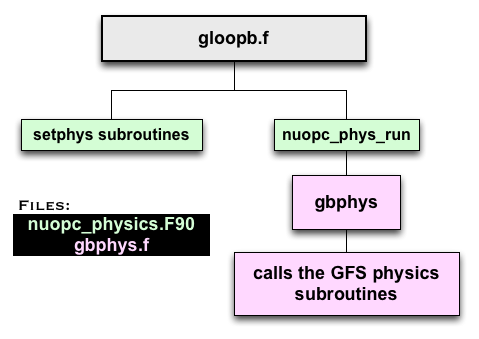 gloopb.f
setphys subroutines
nuopc_phys_run
gbphys
calls the GFS physics
subroutines
FILES:
nuopc_physics.F90
gbphys.f